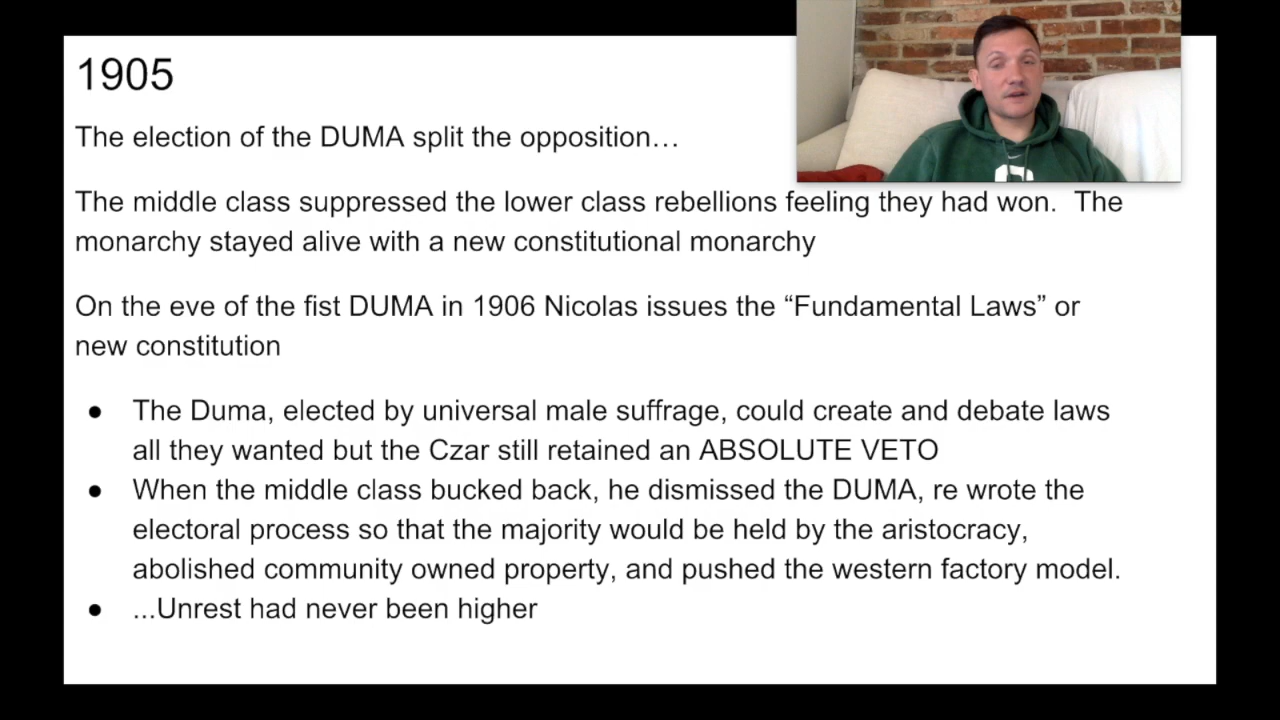 1905
The election of the DUMA split the opposition…
The middle class suppressed the lower class rebellions feeling they had won.  The
monarchy stayed alive with a new constitutional monarchy
On the eve of the fist DUMA in 1906 Nicolas issues the “Fundamental Laws” or
new constitution
● The Duma, elected by universal male suffrage, could create and debate laws
all they wanted but the Czar still retained an ABSOLUTE VETO
● When the middle class bucked back, he dismissed the DUMA, re wrote the
electoral process so that the majority would be held by the aristocracy,
abolished community owned property, and pushed the western factory model.
● ...Unrest had never been higher